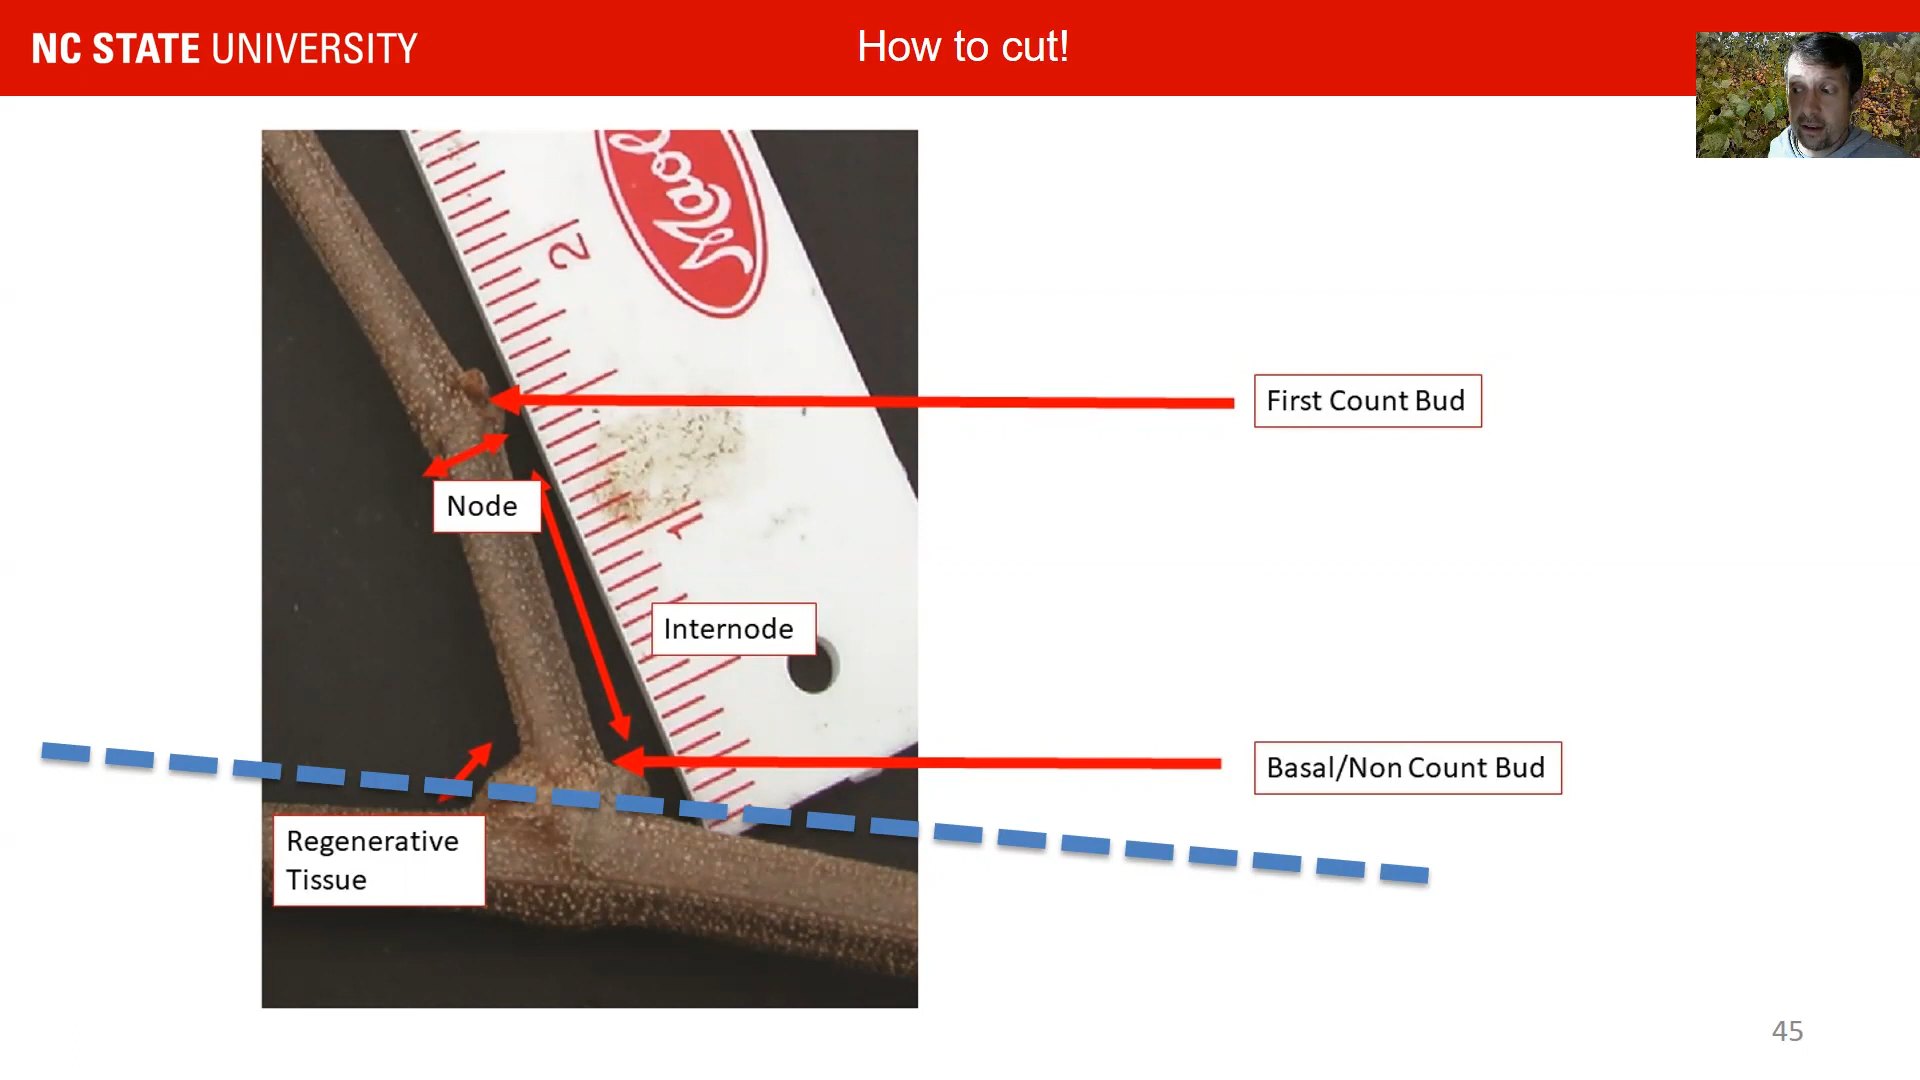 NC STATE UNIVERSITY
How to cut!
2
First Count Bud
Node
1
Internode
Basal/Non Count Bud
Regenerative
Tissue
45